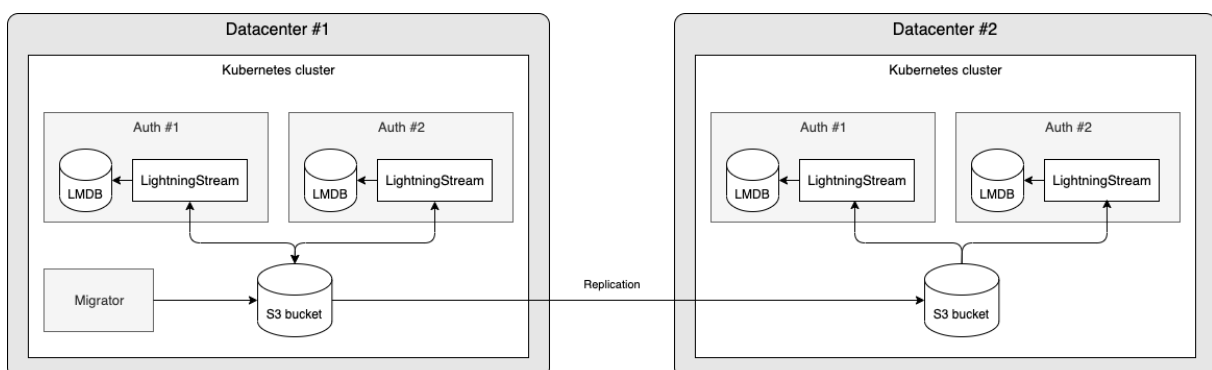 Datacenter #1
Kubernetes cluster
Auth #1
LMDB
LightningStream
Auth #2
LMDB
LightningStream
Migrator
S3 bucket
Replication
Datacenter #2
Kubernetes cluster
Auth #1
LMDB
LightningStream
Auth #2
LMDB
LightningStream
S3 bucket